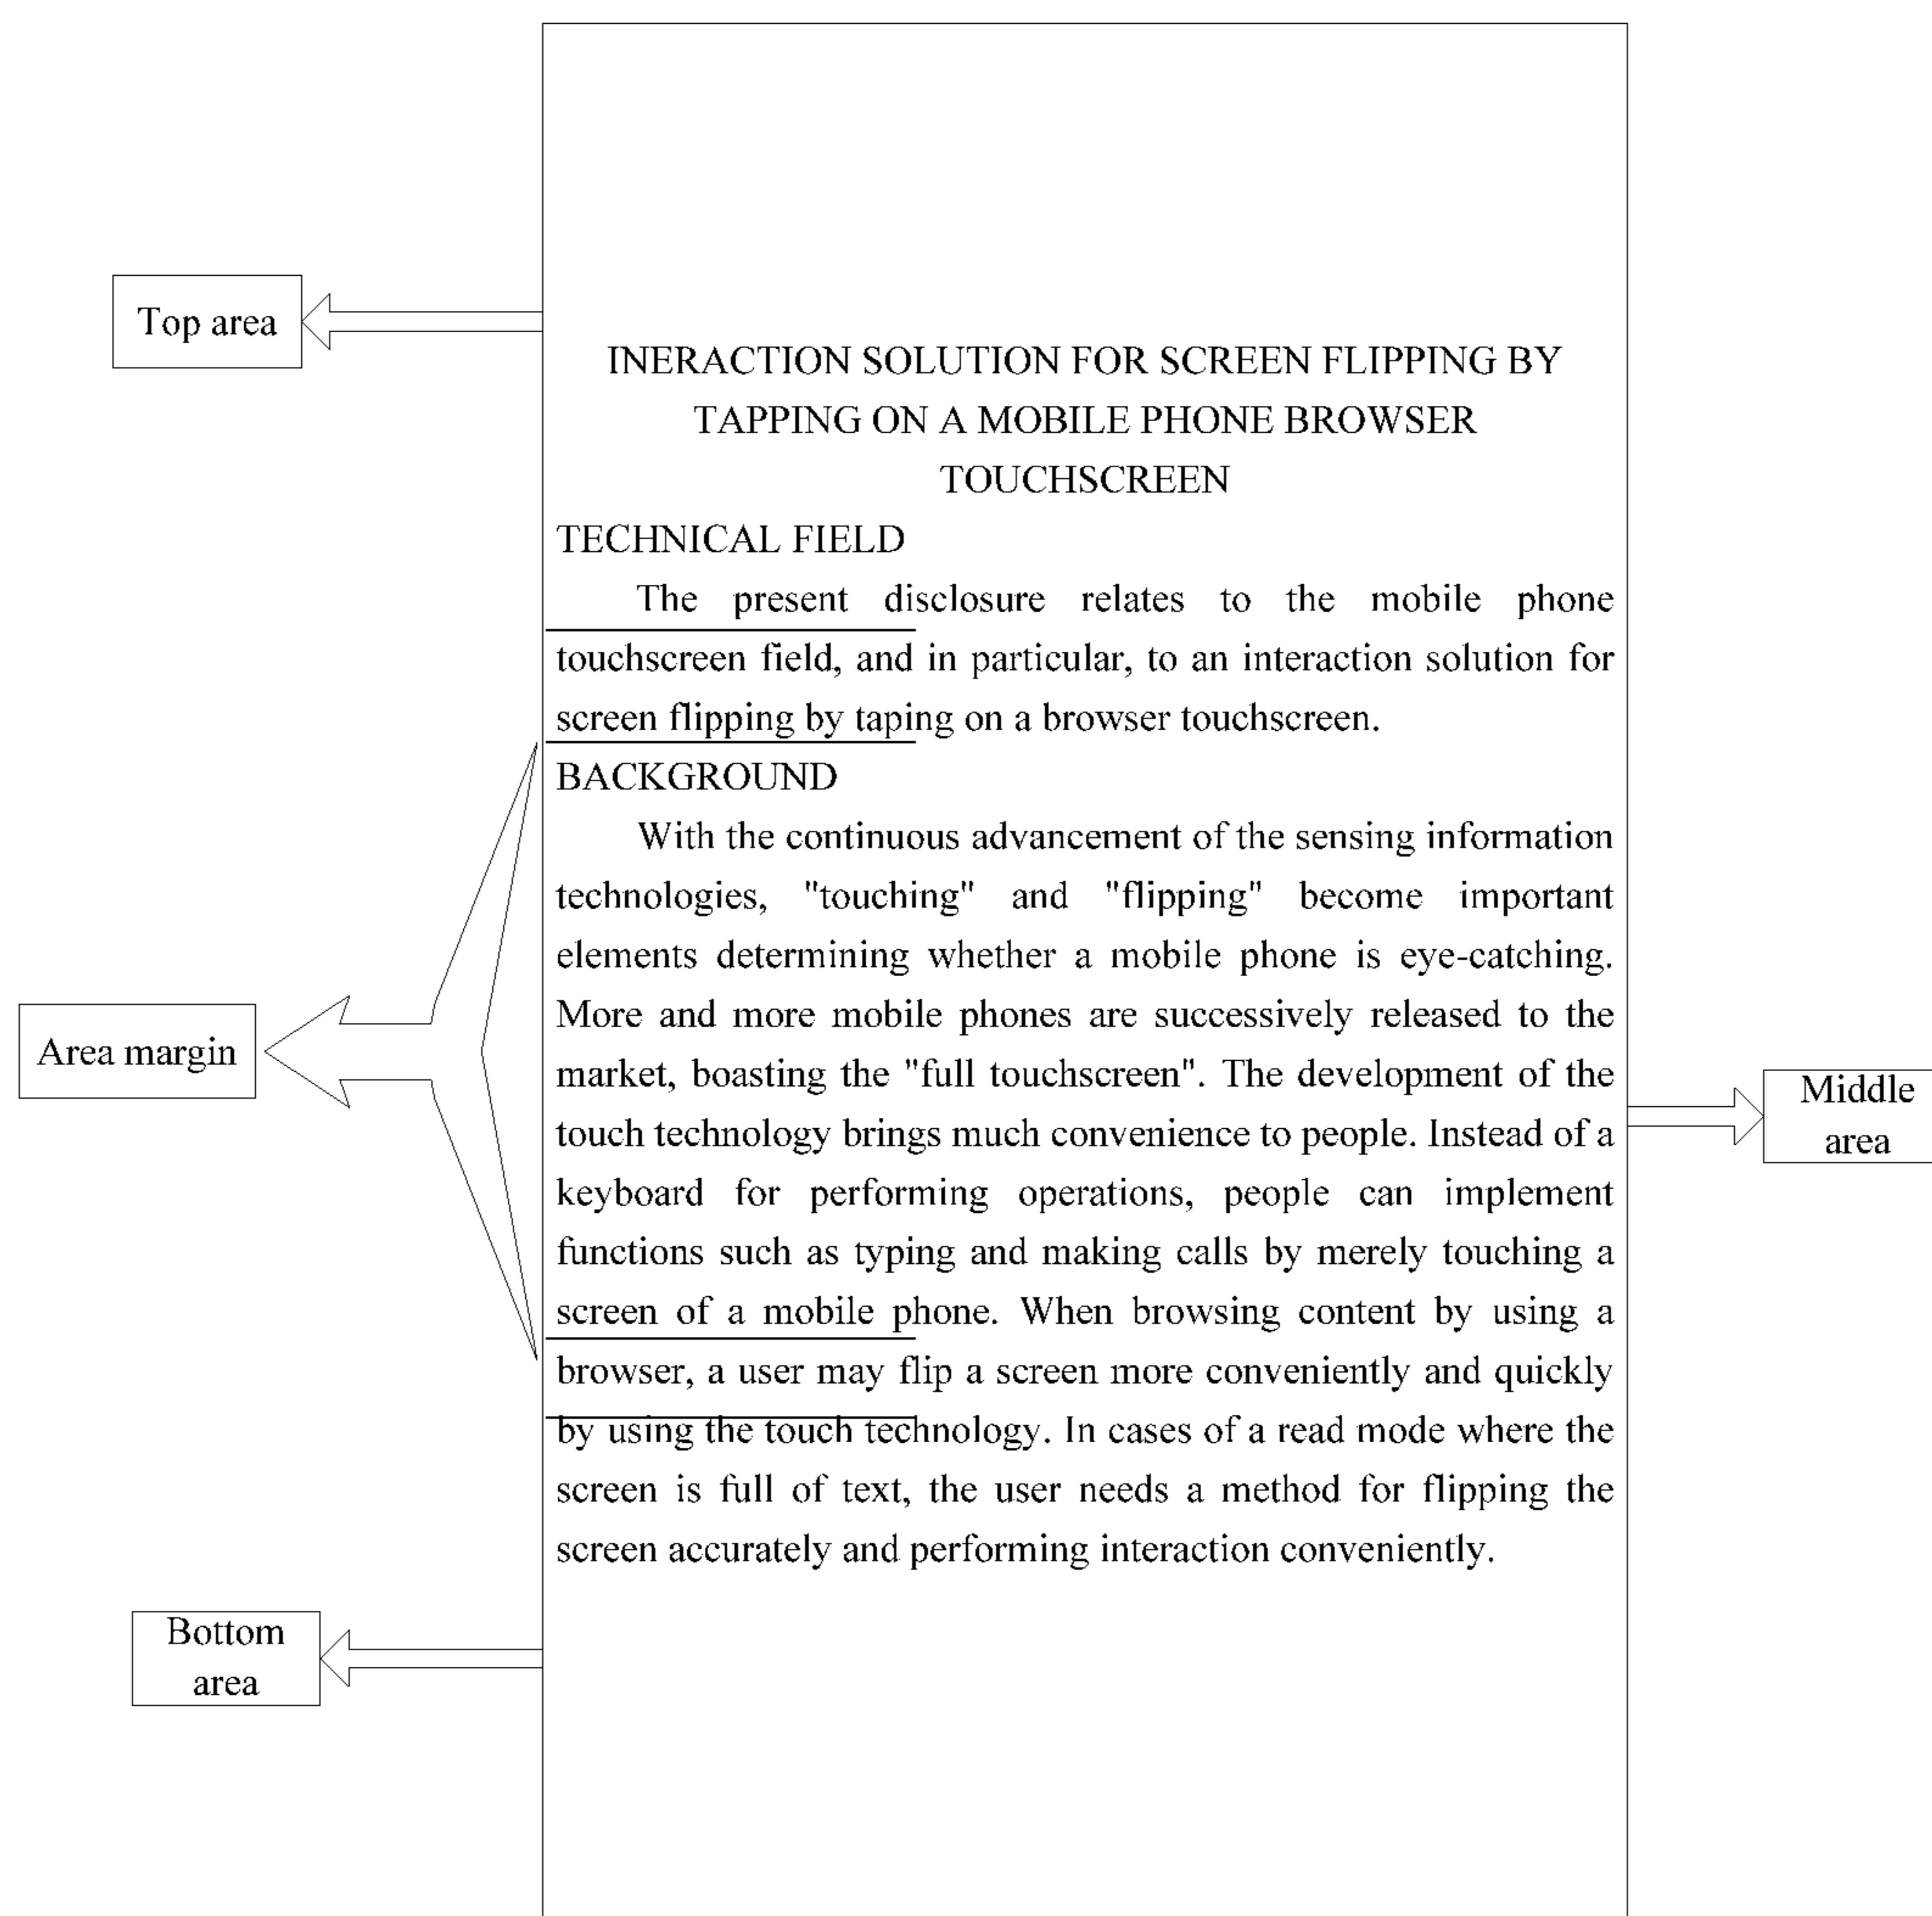 Top area
INERACTION SOLUTION FOR SCREEN FLIPPING BY
TAPPING ON A MOBILE PHONE BROWSER
TOUCHSCREEN
TECHNICAL FIELD
The present disclosure relates to the mobile phone
touchscreen field, and in particular, to an interaction solution for
screen flipping by taping on a browser touchscreen.
BACKGROUND
With the continuous advancement of the sensing information
technologies, "touching" and "flipping" become important
elements determining whether a mobile phone is eye-catching.
More and more mobile phones are successively released to the
market, boasting the "full touchscreen". The development of the
touch technology brings much convenience to people. Instead of a
keyboard for performing operations, people can implement
functions such as typing and making calls by merely touching a
screen of a mobile phone. When browsing content by using a
browser, a user may flip a screen more conveniently and quickly
by using the touch technology. In cases of a read mode where the
screen is full of text, the user needs a method for flipping the
screen accurately and performing interaction conveniently.
Area margin
Middle
area
Bottom
area